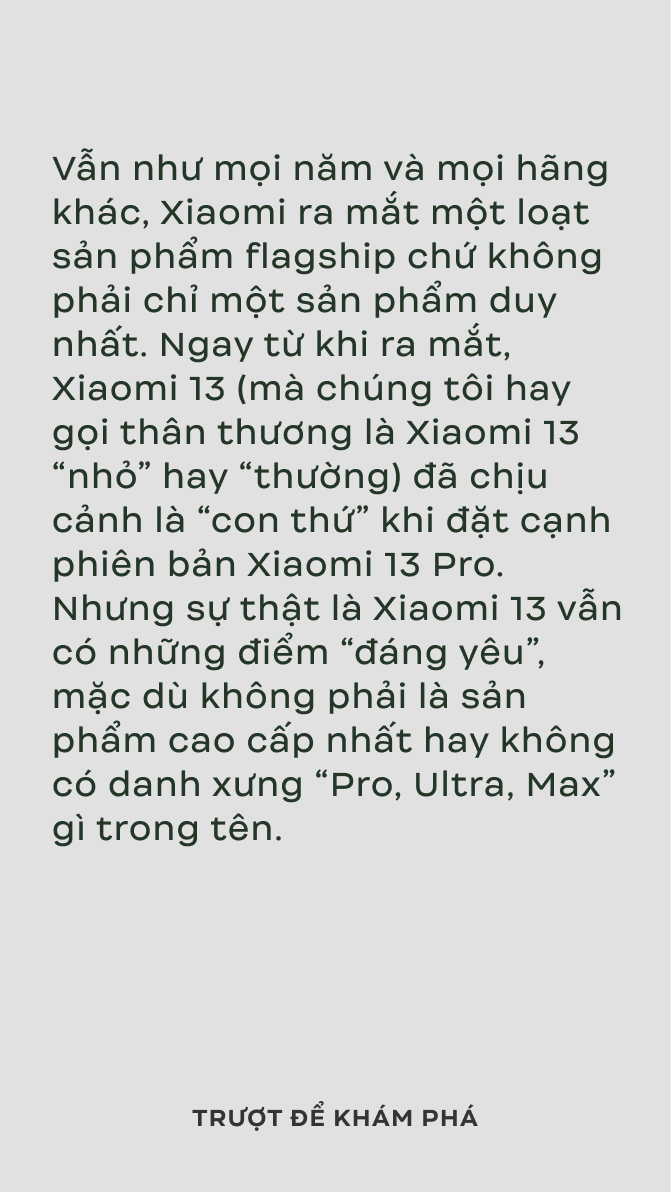 Vẫn như mọi năm và mọi hãng
khác, Xiaomi ra mắt một loạt
sản phẩm flagship chứ không
phải chỉ một sản phẩm duy
nhất. Ngay từ khi ra mắt,
Xiaomi 13 (mà chúng tôi hay
gọi thân thương là Xiaomi 13
“nhỏ” hay “thường) đã chịu
cảnh là “con thứ” khi đặt cạnh
phiên bản Xiaomi 13 Pro.
Nhưng sự thật là Xiaomi 13 vẫn
có những điểm “đáng yêu”,
mặc dù không phải là sản
phẩm cao cấp nhất hay không
có danh xưng “Pro, Ultra, Max”
gì trong tên.
TRƯỢT ĐỂ KHÁM PHÁ